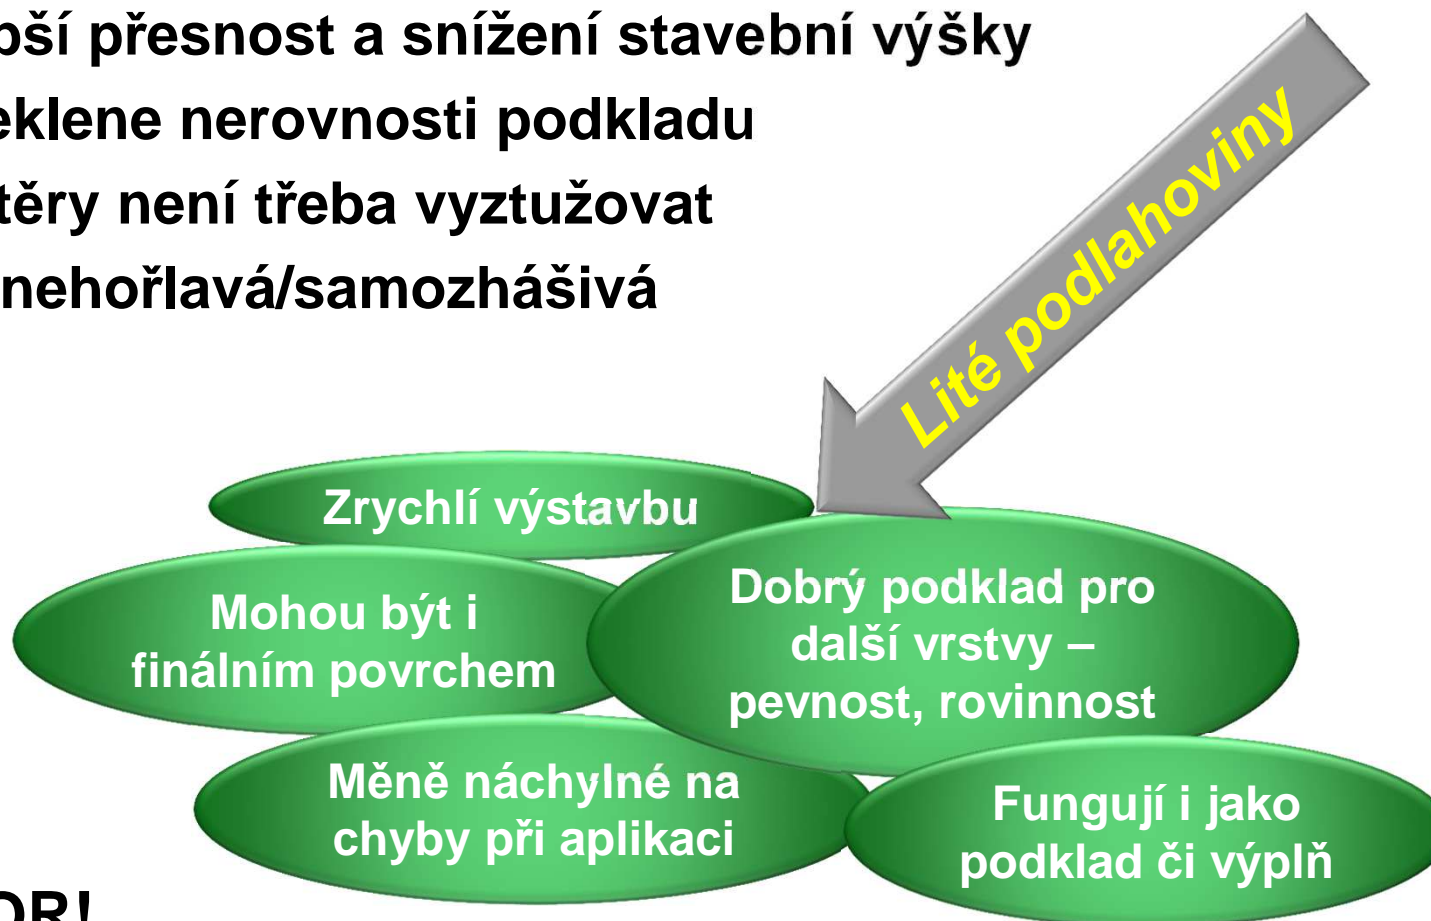 pší přesnost a snížení stavební výšky
eklene nerovnosti podkladu
těry není třeba vyztužovat
nehořlavá/samozhášivá
Lité podlahoviny
Zrychlí výstavbu
Mohou být i
finálním povrchem
Dobrý podklad pro
další vrstvy –
pevnost, rovinnost
Měně náchylné na
chyby při aplikaci
Fungují i jako
podklad či výplň
OR!